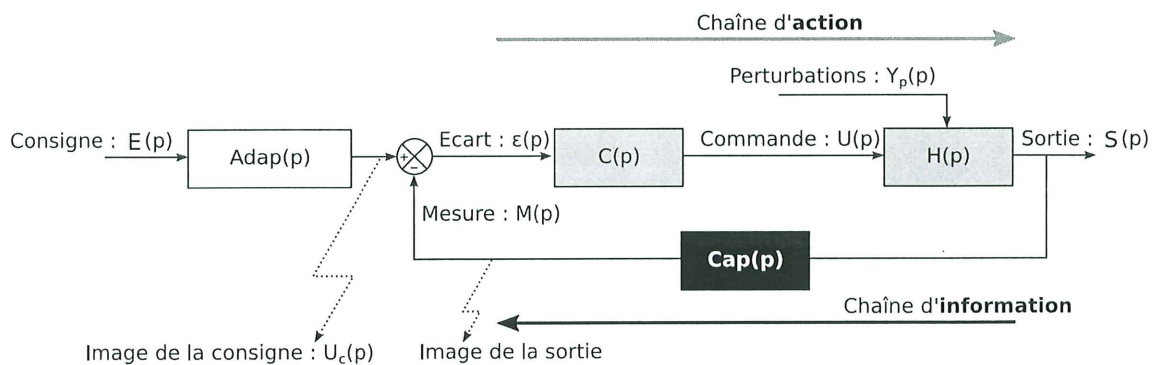 Chaîne d'action
Perturbations : Yp(p)
Consigne : E(p)
Adap(p)
+
-
Ecart : ε(p)
C(p)
Commande : U(p)
H(p)
Sortie : S(p)
Mesure : M(p)
Cap(p)
Chaîne d'information
Image de la consigne : Uc(p)
Image de la sortie